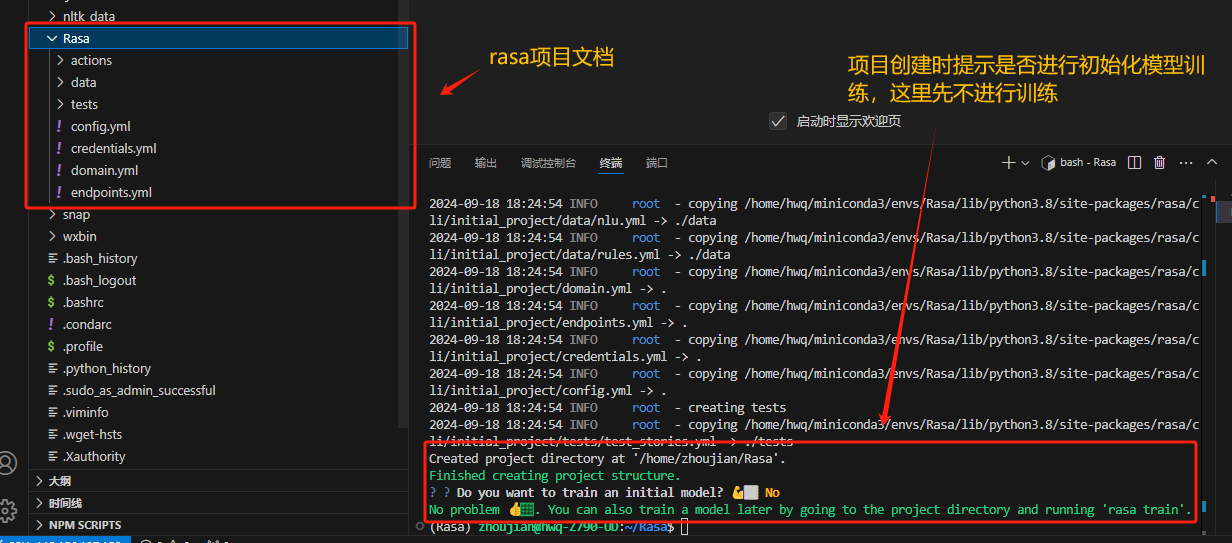 nltk_data
Rasa
actions
data
tests
! config.yml
! credentials.yml
! domain.yml
! endpoints.yml
snap
wxbin
.bash_history
$ .bash_logout
$ .bashrc
! .condarc
$ .profile
.python_history
.sudo_as_admin_successful
.viminfo
.wget-hsts
.Xauthority
大纲
时间线
NPM SCRIPTS
rasa项目文档
项目创建时提示是否进行初始化模型训
练，这里先不进行训练
启动时显示欢迎页
问题 输出 调试控制台 终端 端口
bash - Rasa
2024-09-18 18:24:54 INFO root - copying /home/hwq/miniconda3/envs/Rasa/lib/python3.8/site-packages/rasa/c
li/initial_project/data/nlu.yml -> ./data
2024-09-18 18:24:54 INFO root - copying /home/hwq/miniconda3/envs/Rasa/lib/python3.8/site-packages/rasa/c
li/initial_project/data/rules.yml -> ./data
2024-09-18 18:24:54 INFO root - copying /home/hwq/miniconda3/envs/Rasa/lib/python3.8/site-packages/rasa/c
li/initial_project/domain.yml -> .
2024-09-18 18:24:54 INFO root - copying /home/hwq/miniconda3/envs/Rasa/lib/python3.8/site-packages/rasa/c
li/initial_project/endpoints.yml -> .
2024-09-18 18:24:54 INFO root - copying /home/hwq/miniconda3/envs/Rasa/lib/python3.8/site-packages/rasa/c
li/initial_project/credentials.yml -> .
2024-09-18 18:24:54 INFO root - copying /home/hwq/miniconda3/envs/Rasa/lib/python3.8/site-packages/rasa/c
li/initial_project/config.yml -> .
2024-09-18 18:24:54 INFO root - creating tests
2024-09-18 18:24:54 INFO root - copying /home/hwq/miniconda3/envs/Rasa/lib/python3.8/site-packages/rasa/c
li/initial_project/tests/test_stories.yml -> ./tests
Created project directory at '/home/zhoujian/Rasa'.
Finished creating project structure.
? ? Do you want to train an initial model? 💪🏽 No
No problem 👍🏼. You can also train a model later by going to the project directory and running 'rasa train'.
(Rasa) zhoujian@hwq-Z790-UD:~/Rasa$